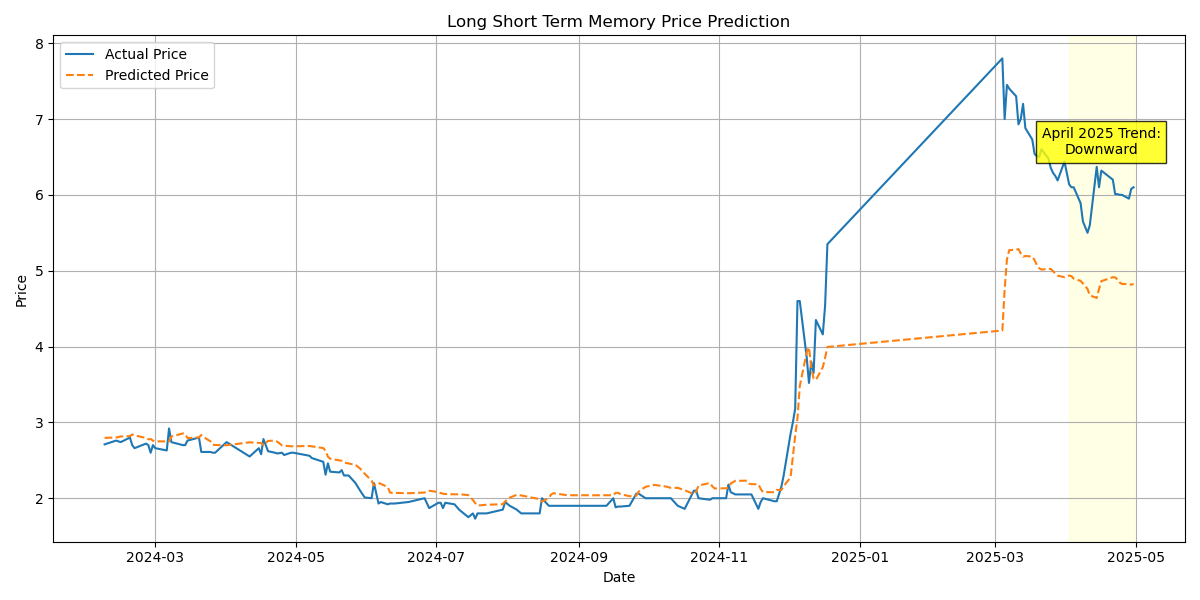 Long Short Term Memory Price Prediction
Actual Price
Predicted Price
April 2025 Trend:
Downward
Price
8
7
6
5
4
3
2
2024-03
2024-05
2024-07
2024-09
2024-11
2025-01
2025-03
2025-05
Date